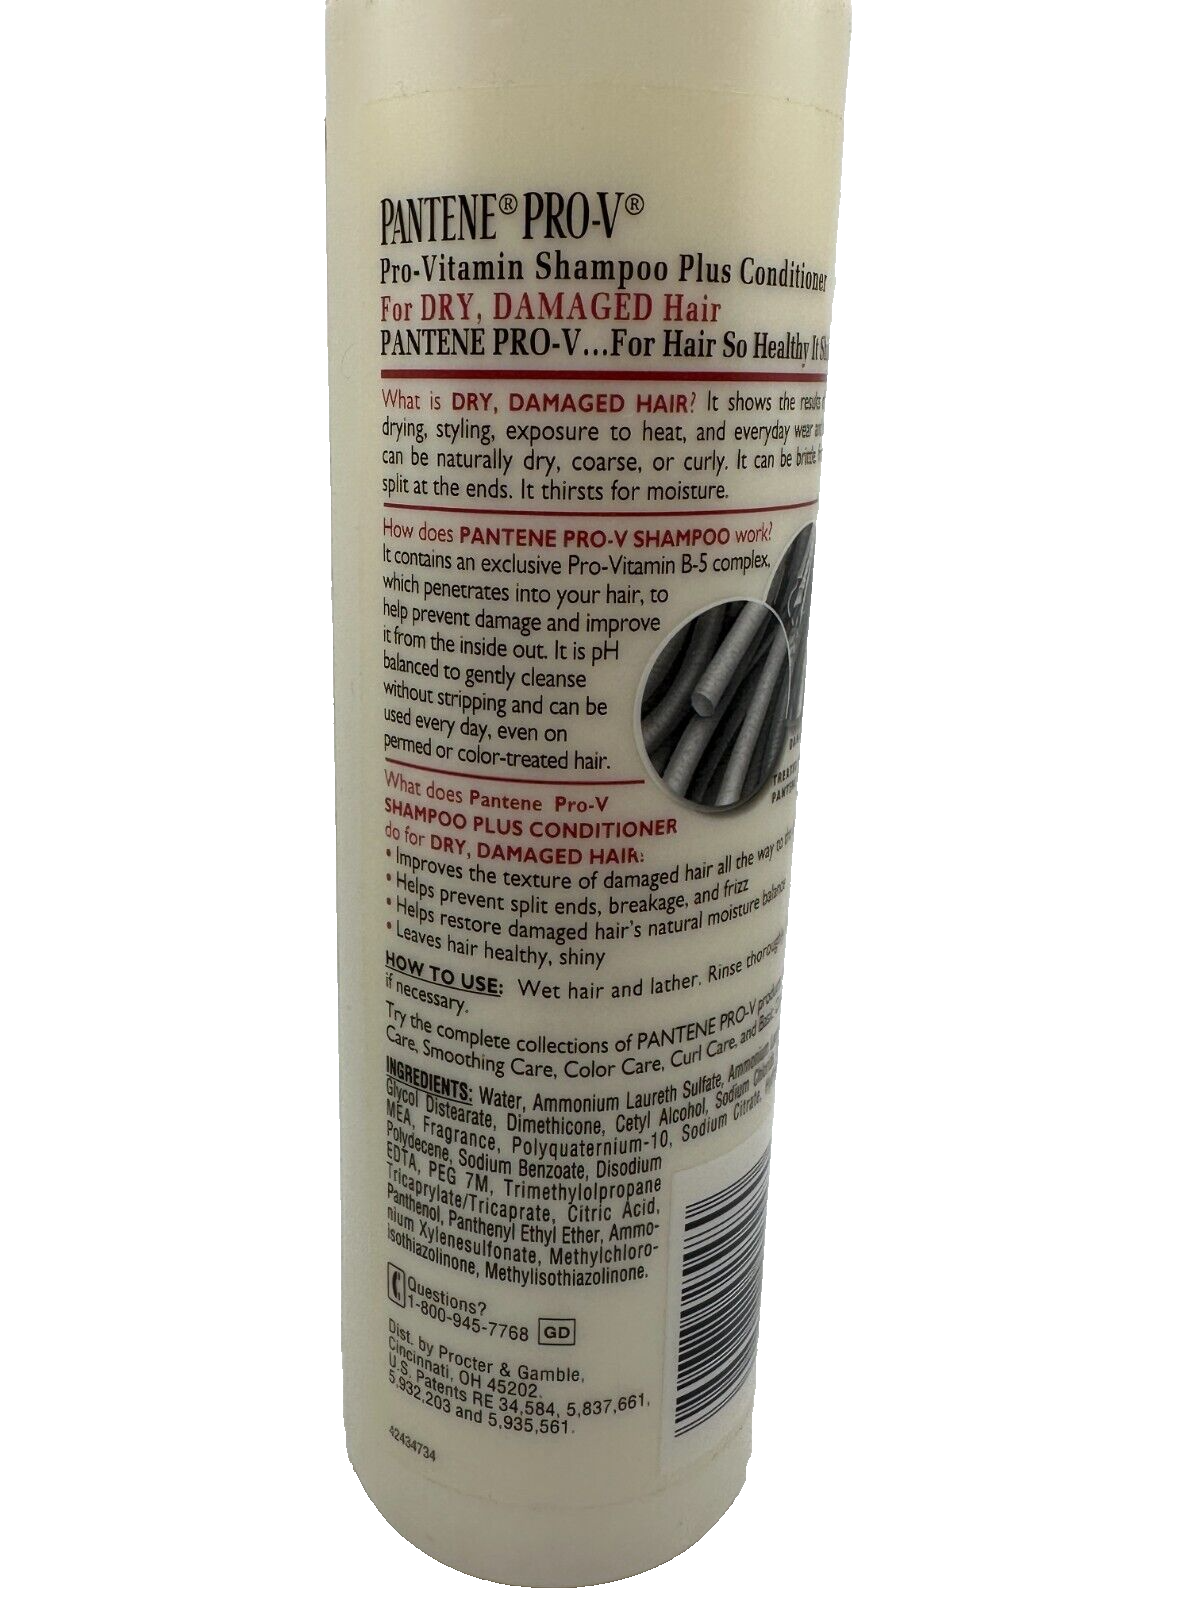 PANTENE® PRO-V®
Pro-Vitamin Shampoo Plus Conditioner
For DRY, DAMAGED Hair
PANTENE PRO-V...For Hair So Healthy It
What is DRY, DAMAGED HAIR? It shows the results
drying, styling, exposure to heat, and everyday wear
can be naturally dry, coarse, or curly. It can be brittle,
split at the ends. It thirsts for moisture.
How does PANTENE PRO-V SHAMPOO work?
It contains an exclusive Pro-Vitamin B-5 complex,
which penetrates into your hair, to
help prevent damage and improve
it from the inside out. It is pH
balanced to gently cleanse
without stripping and can be
used every day, even on
permed or color-treated hair.
What does Pantene Pro-V
SHAMPOO PLUS CONDITIONER
do for DRY, DAMAGED HAIR:
• Improves the texture of damaged hair all the way to
• Helps prevent split ends, breakage, and frizz
• Helps restore damaged hair's natural moisture balance
• Leaves hair healthy, shiny
HOW TO USE: Wet hair and lather. Rinse
if necessary.
Try the complete collections of PANTENE PRO-V
Care, Smoothing Care, Color Care, Curl Care, and
INGREDIENTS: Water, Ammonium Laureth Sulfate, Ammonium
Glycol Distearate, Dimethicone, Cetyl Alcohol, Sodium
MEA, Fragrance, Polyquaternium-10, Sodium Citrate,
Polydecene, Sodium Benzoate, Disodium
EDTA, PEG 7M, Trimethylolpropane
Tricaprylate/Tricaprate, Citric Acid,
Panthenol, Panthenyl Ethyl Ether, Ammo-
nium Xylenesulfonate, Methylchloro-
isothiazolinone, Methylisothiazolinone.
Questions?
1-800-945-7768 GD
Dist. by Procter & Gamble,
Cincinnati, OH 45202.
U.S. Patents RE 34,584, 5,837,661,
5,932,203 and 5,935,561.
42434734